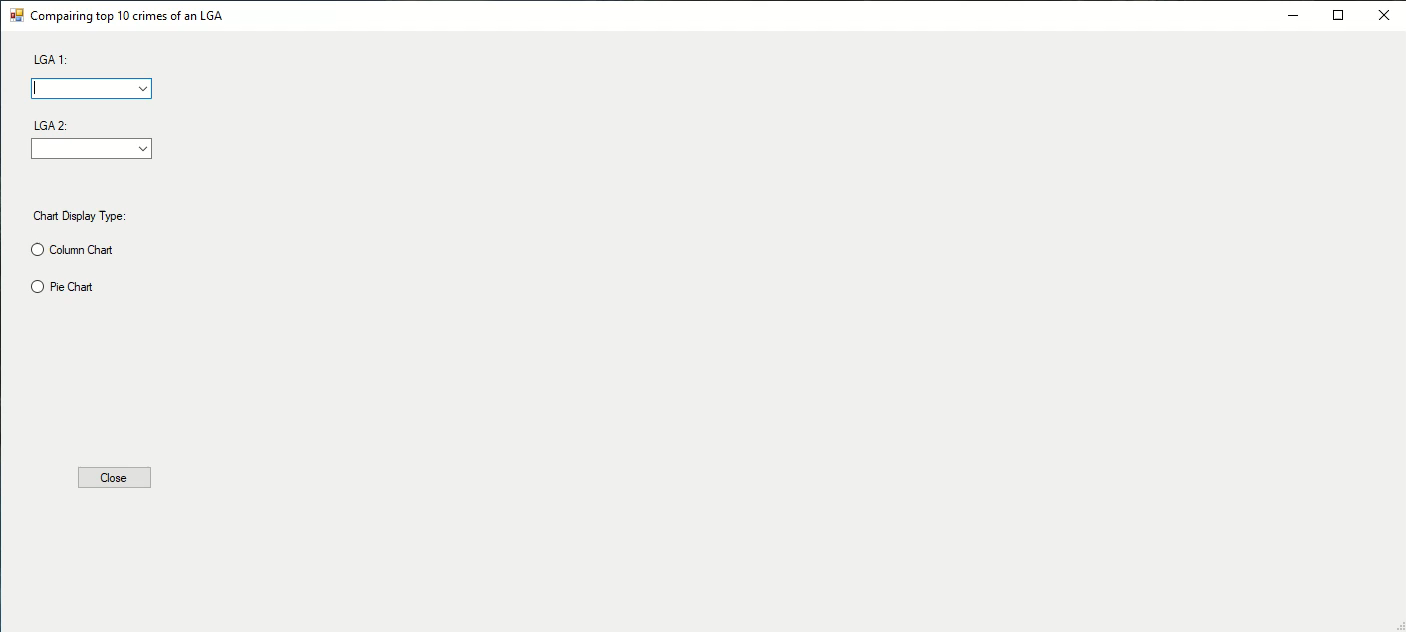 Compairing top 10 crimes of an LGA
LGA 1:
LGA 2:
Chart Display Type:
Column Chart
Pie Chart
Close